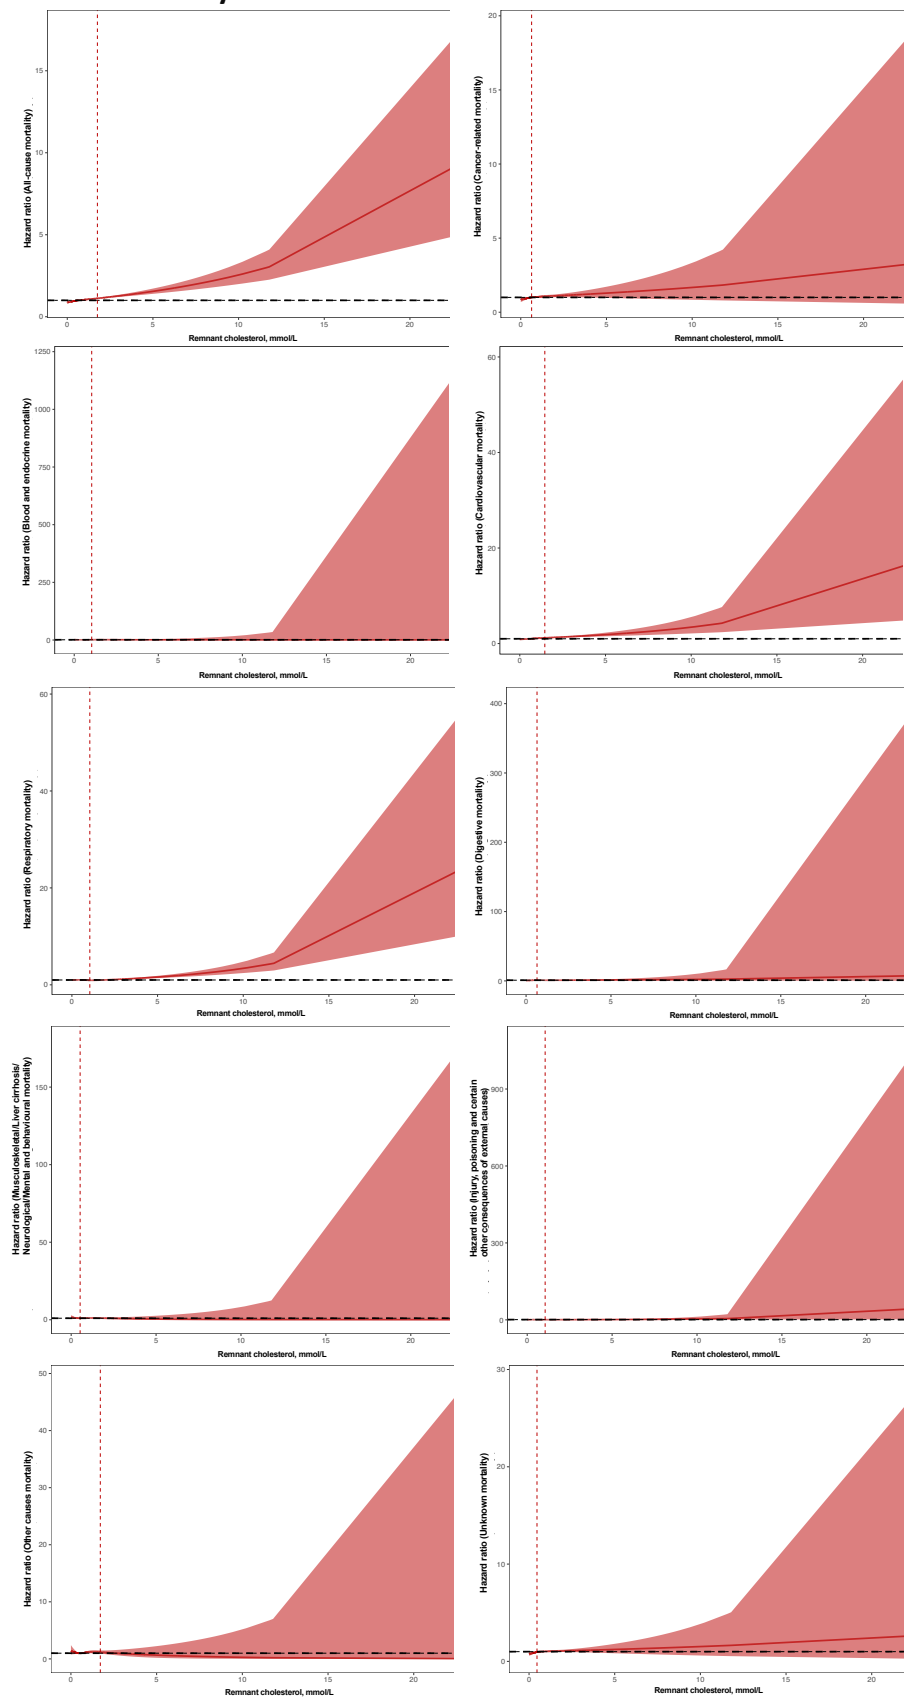 15
10
5
0
Hazard ratio (All-cause mortality)
0 5 10 15 20
Remnant cholesterol, mmol/L
20
15
10
5
0
Hazard ratio (Cancer-related mortality)
0 5 10 15 20
Remnant cholesterol, mmol/L
1250
1000
750
500
250
0
Hazard ratio (Blood and endocrine mortality)
0 5 10 15 20
Remnant cholesterol, mmol/L
60
40
20
0
Hazard ratio (Cardiovascular mortality)
0 5 10 15 20
Remnant cholesterol, mmol/L
60
40
20
0
Hazard ratio (Respiratory mortality)
0 5 10 15 20
Remnant cholesterol, mmol/L
400
300
200
100
0
Hazard ratio (Digestive mortality)
0 5 10 15 20
Remnant cholesterol, mmol/L
150
100
50
0
Hazard ratio (Musculoskeletal/Liver cirrhosis/
Neurological/Mental and behavioural mortality)
0 5 10 15 20
Remnant cholesterol, mmol/L
900
600
300
0
Hazard ratio (Injury, poisoning and certain
other consequences of external causes)
0 5 10 15 20
Remnant cholesterol, mmol/L
50
40
30
20
10
0
Hazard ratio (Other causes mortality)
0 5 10 15 20
Remnant cholesterol, mmol/L
30
20
10
0
Hazard ratio (Unknown mortality)
0 5 10 15 20
Remnant cholesterol, mmol/L